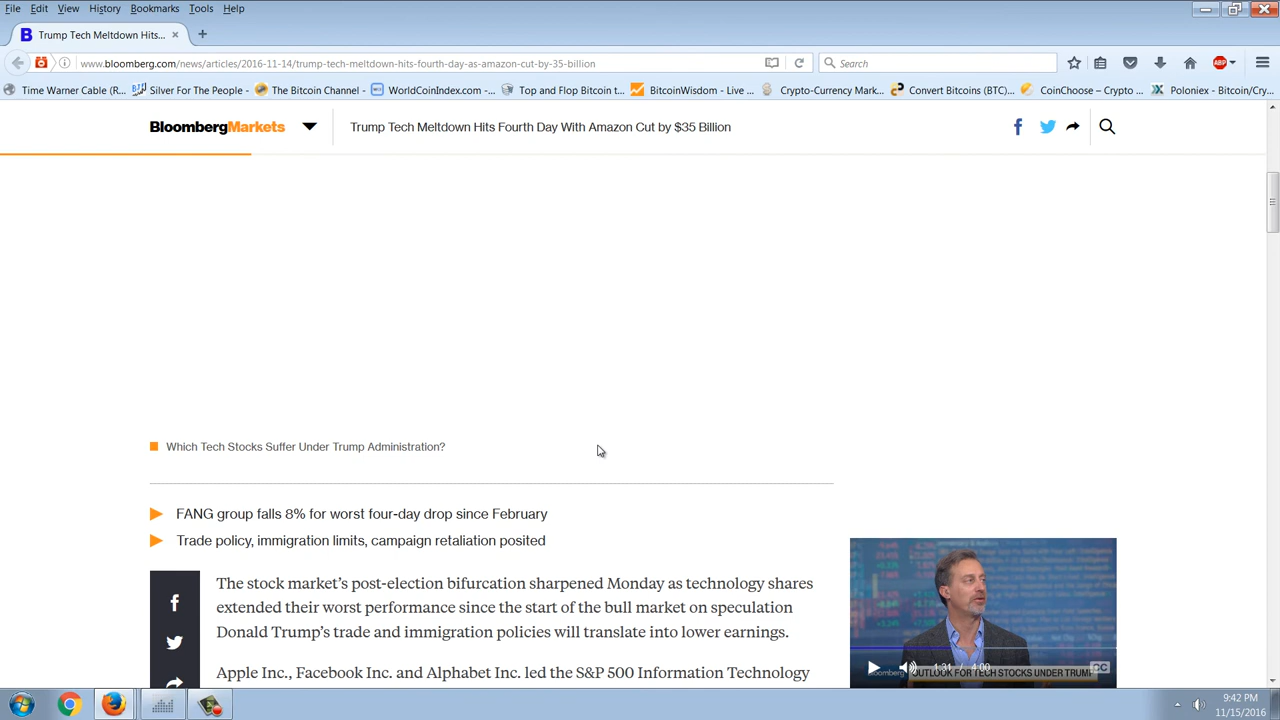 File Edit View History Bookmarks Tools Help
B Trump Tech Meltdown Hits...
www.bloomberg.com/news/articles/2016-11-14/trump-tech-meltdown-hits-fourth-day-as-amazon-cut-by-35-billion
Search
ABP
Time Warner Cable (R... Silver For The People - ... The Bitcoin Channel - ... WorldCoinIndex.com -... Top and Flop Bitcoin t... BitcoinWisdom - Live ... Crypto-Currency Mark... Convert Bitcoins (BTC)... CoinChoose – Crypto ... Poloniex - Bitcoin/Cry...
BloombergMarkets
Trump Tech Meltdown Hits Fourth Day With Amazon Cut by $35 Billion
Which Tech Stocks Suffer Under Trump Administration?
FANG group falls 8% for worst four-day drop since February
Trade policy, immigration limits, campaign retaliation posited
The stock market's post-election bifurcation sharpened Monday as technology shares
extended their worst performance since the start of the bull market on speculation
Donald Trump's trade and immigration policies will translate into lower earnings.
Apple Inc., Facebook Inc. and Alphabet Inc. led the S&P 500 Information Technology
1:31 / 4:00 CC
Bloomberg OUTLOOK FOR TECH STOCKS UNDER TRUMP
9:42 PM
11/15/2016